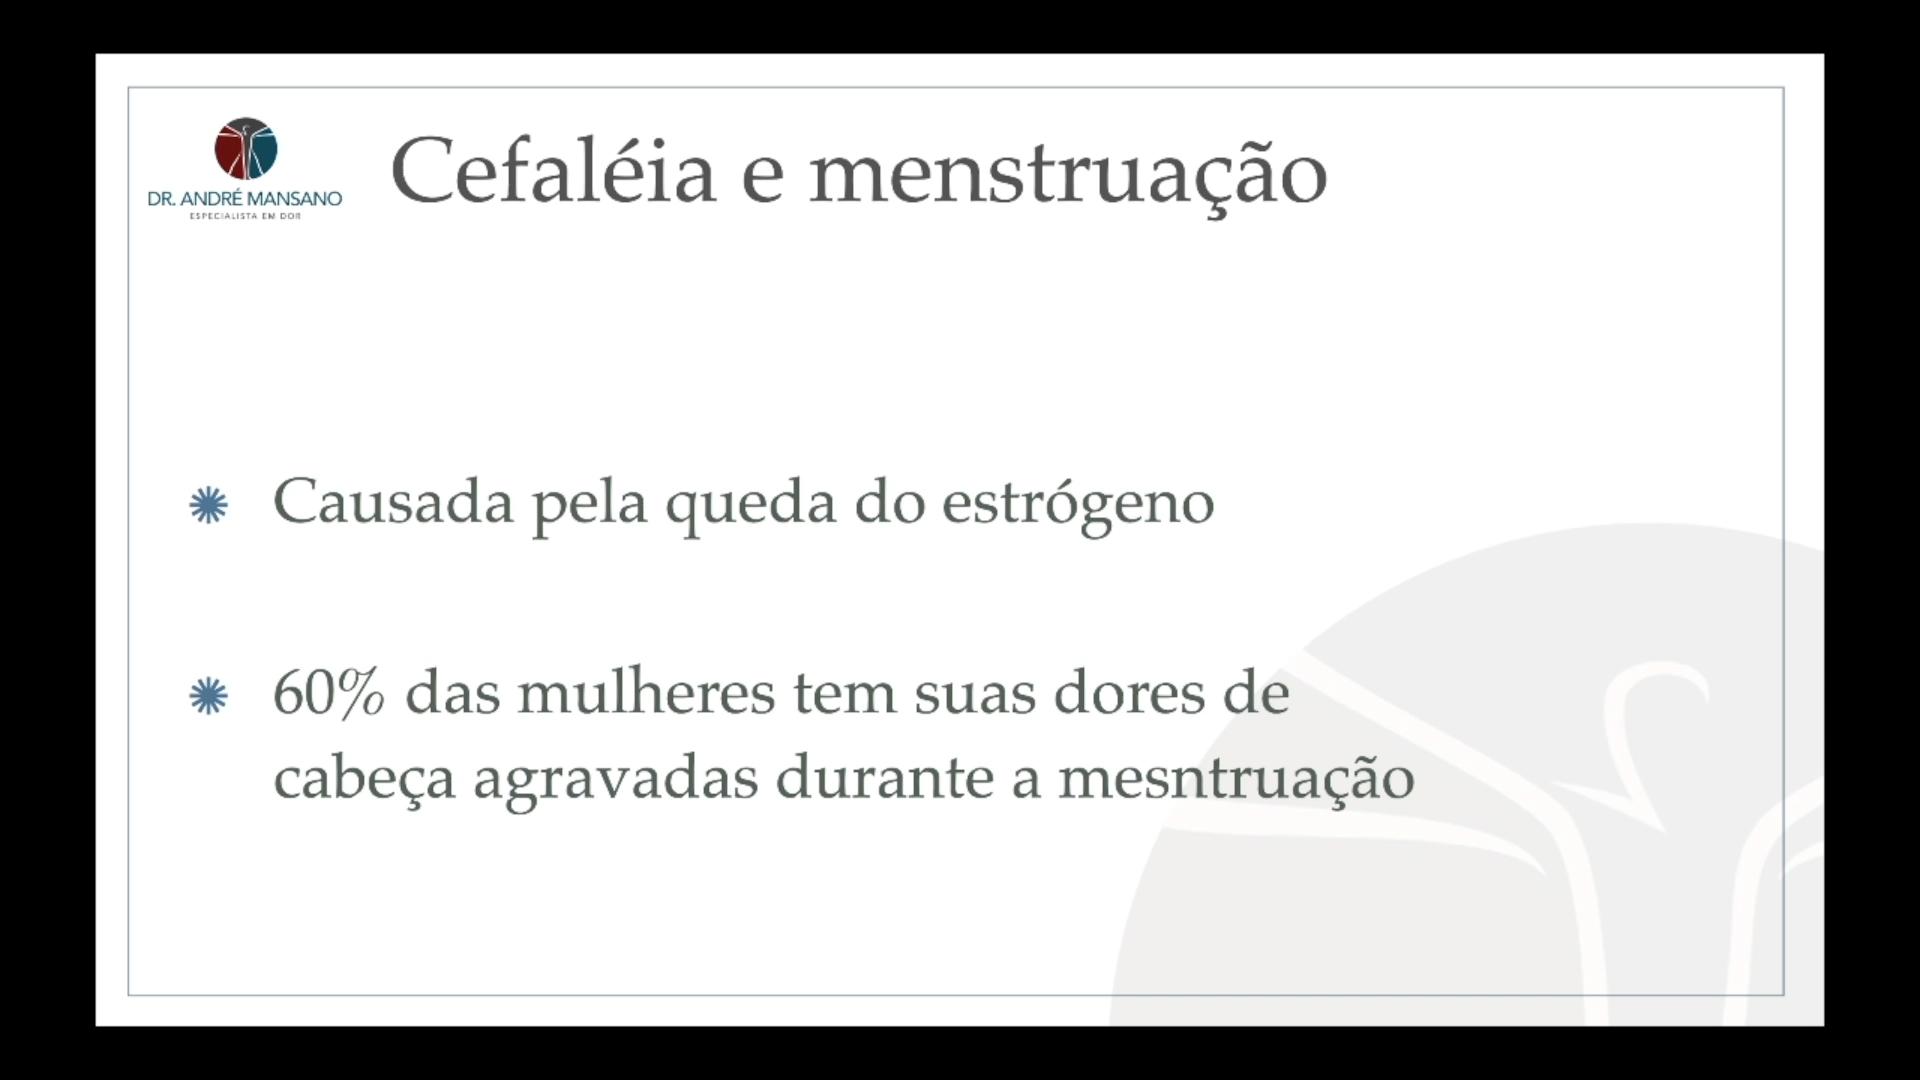 DR. ANDRÉ MANSANO
ESPECIALISTA EM DOR
Cefaléia e menstruação
Causada pela queda do estrógeno
60% das mulheres tem suas dores de
cabeça agravadas durante a mesntruação